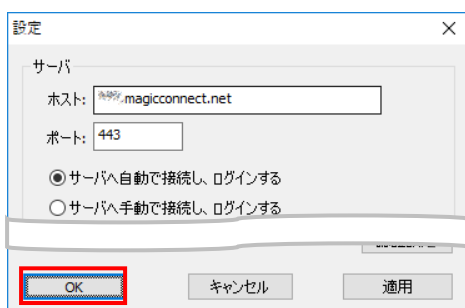 設定
サーバ
ホスト: .magicconnect.net
ポート: 443
サーバへ自動で接続し、ログインする
サーバへ手動で接続し、ログインする
OK キャンセル 適用